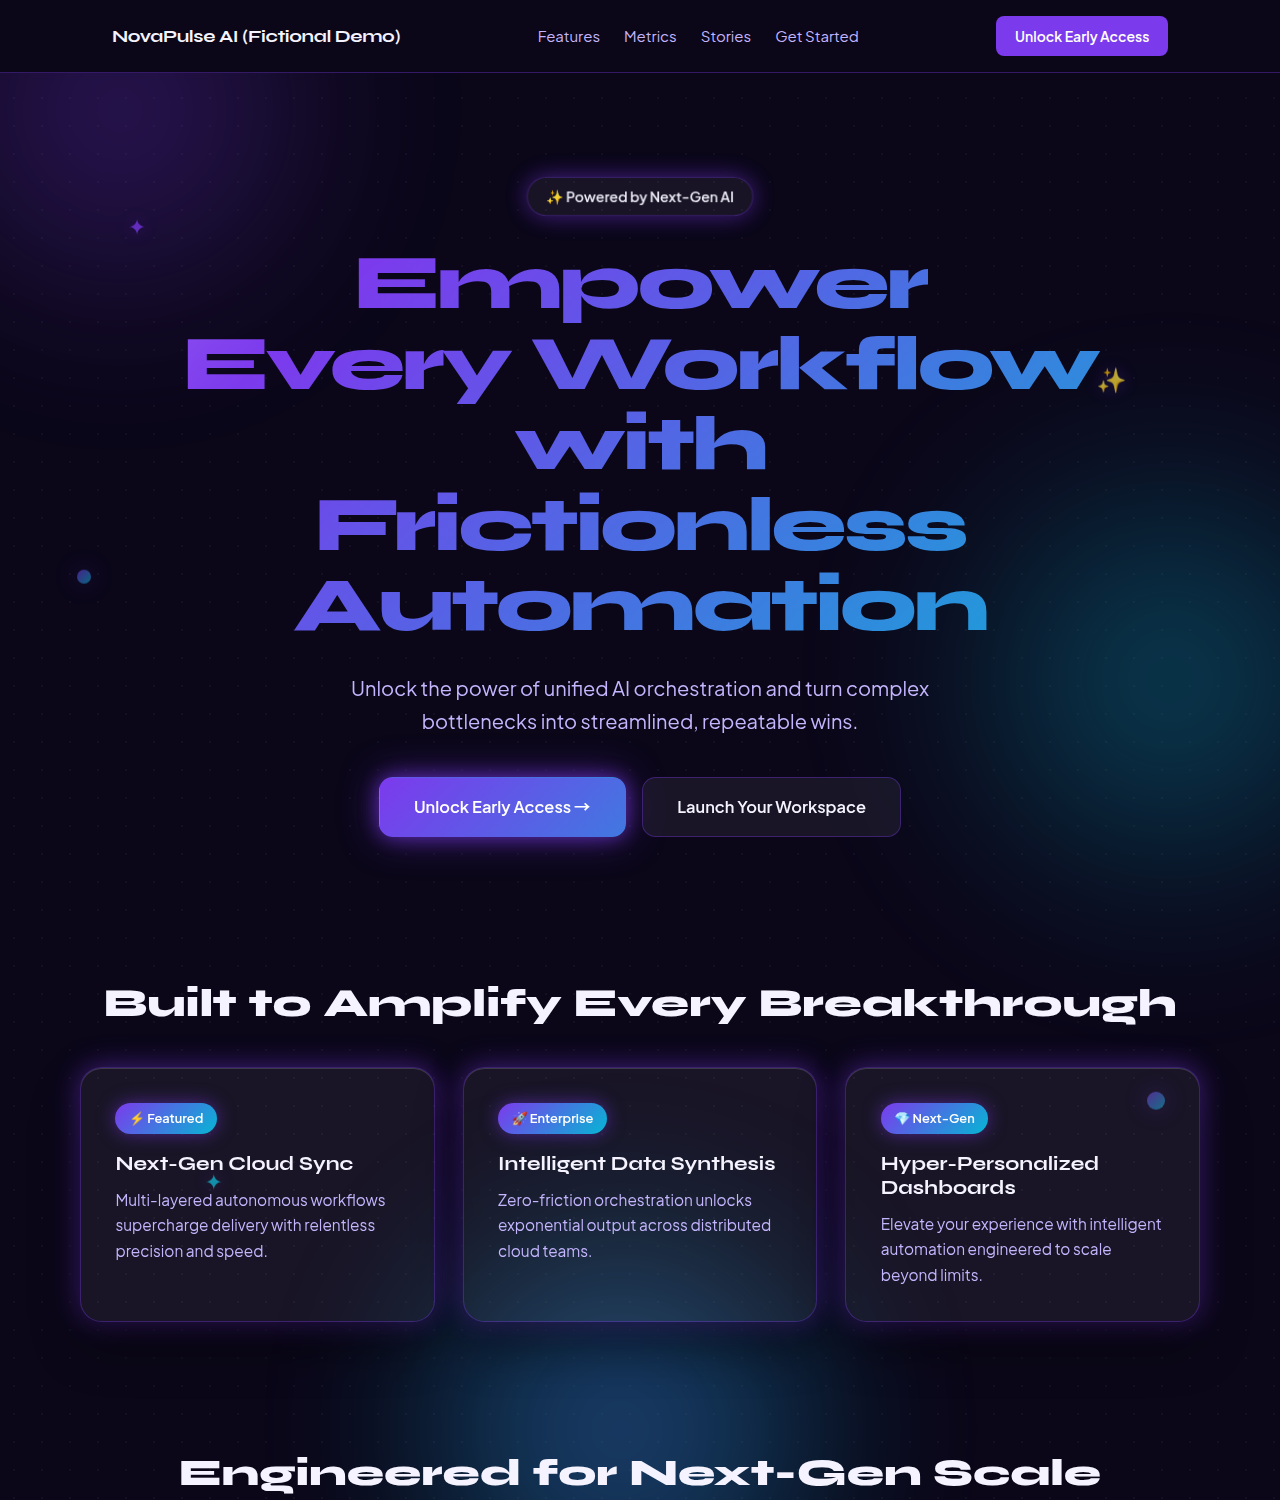 NovaPulse AI (Fictional Demo)
Features
Metrics
Stories
Get Started
Unlock Early Access
✨ Powered by Next-Gen AI
Empower
Every Workflow
with
Frictionless
Automation
Unlock the power of unified AI orchestration and turn complex
bottlenecks into streamlined, repeatable wins.
Unlock Early Access →
Launch Your Workspace
Built to Amplify Every Breakthrough
⚡ Featured
Next-Gen Cloud Sync
Multi-layered autonomous workflows
supercharge delivery with relentless
precision and speed.
🚀 Enterprise
Intelligent Data Synthesis
Zero-friction orchestration unlocks
exponential output across distributed
cloud teams.
💎 Next-Gen
Hyper-Personalized
Dashboards
Elevate your experience with intelligent
automation engineered to scale
beyond limits.
Engineered for Next-Gen Scale